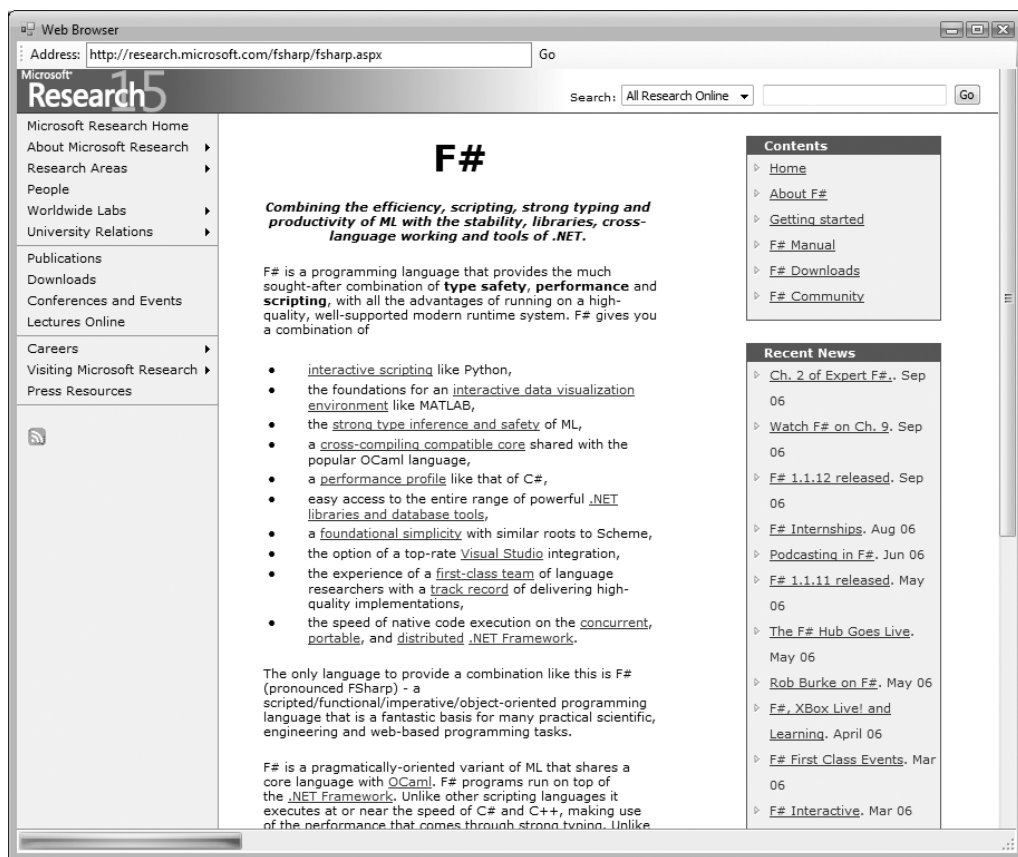 Web Browser
Address: http://research.microsoft.com/fsharp/fsharp.aspx Go
Microsoft
Research 15
Search: All Research Online Go
Microsoft Research Home
About Microsoft Research
Research Areas
People
Worldwide Labs
University Relations
Publications
Downloads
Conferences and Events
Lectures Online
Careers
Visiting Microsoft Research
Press Resources
F#
Combining the efficiency, scripting, strong typing and
productivity of ML with the stability, libraries, cross-
language working and tools of .NET.
F# is a programming language that provides the much
sought-after combination of type safety, performance and
scripting, with all the advantages of running on a high-
quality, well-supported modern runtime system. F# gives you
a combination of
• interactive scripting like Python,
• the foundations for an interactive data visualization
environment like MATLAB,
• the strong type inference and safety of ML,
• a cross-compiling compatible core shared with the
popular OCaml language,
• a performance profile like that of C#,
• easy access to the entire range of powerful .NET
libraries and database tools,
• a foundational simplicity with similar roots to Scheme,
• the option of a top-rate Visual Studio integration,
• the experience of a first-class team of language
researchers with a track record of delivering high-
quality implementations,
• the speed of native code execution on the concurrent,
portable, and distributed .NET Framework.
The only language to provide a combination like this is F#
(pronounced FSharp) - a
scripted/functional/imperative/object-oriented programming
language that is a fantastic basis for many practical scientific,
engineering and web-based programming tasks.
F# is a pragmatically-oriented variant of ML that shares a
core language with OCaml. F# programs run on top of
the .NET Framework. Unlike other scripting languages it
executes at or near the speed of C# and C++, making use
of the performance that comes through strong typing. Unlike
Contents
Home
About F#
Getting started
F# Manual
F# Downloads
F# Community
Recent News
Ch. 2 of Expert F#.. Sep
06
Watch F# on Ch. 9. Sep
06
F# 1.1.12 released. Sep
06
F# Internships. Aug 06
Podcasting in F#. Jun 06
F# 1.1.11 released. May
06
The F# Hub Goes Live.
May 06
Rob Burke on F#. May 06
F#, XBox Live! and
Learning. April 06
F# First Class Events. Mar
06
F# Interactive. Mar 06